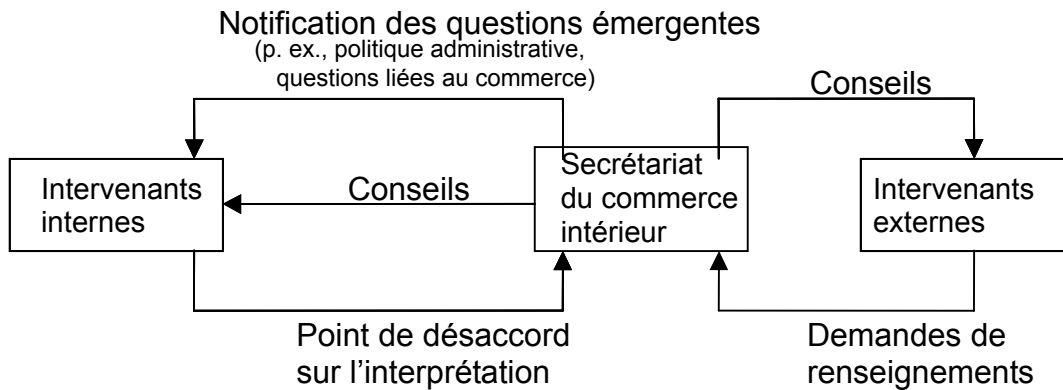 Notification des questions émergentes
(p. ex., politique administrative,
questions liées au commerce)
Conseils
Intervenants
internes
Conseils
Secrétariat
du commerce
intérieur
Intervenants
externes
Point de désaccord
sur l’interprétation
Demandes de
renseignements